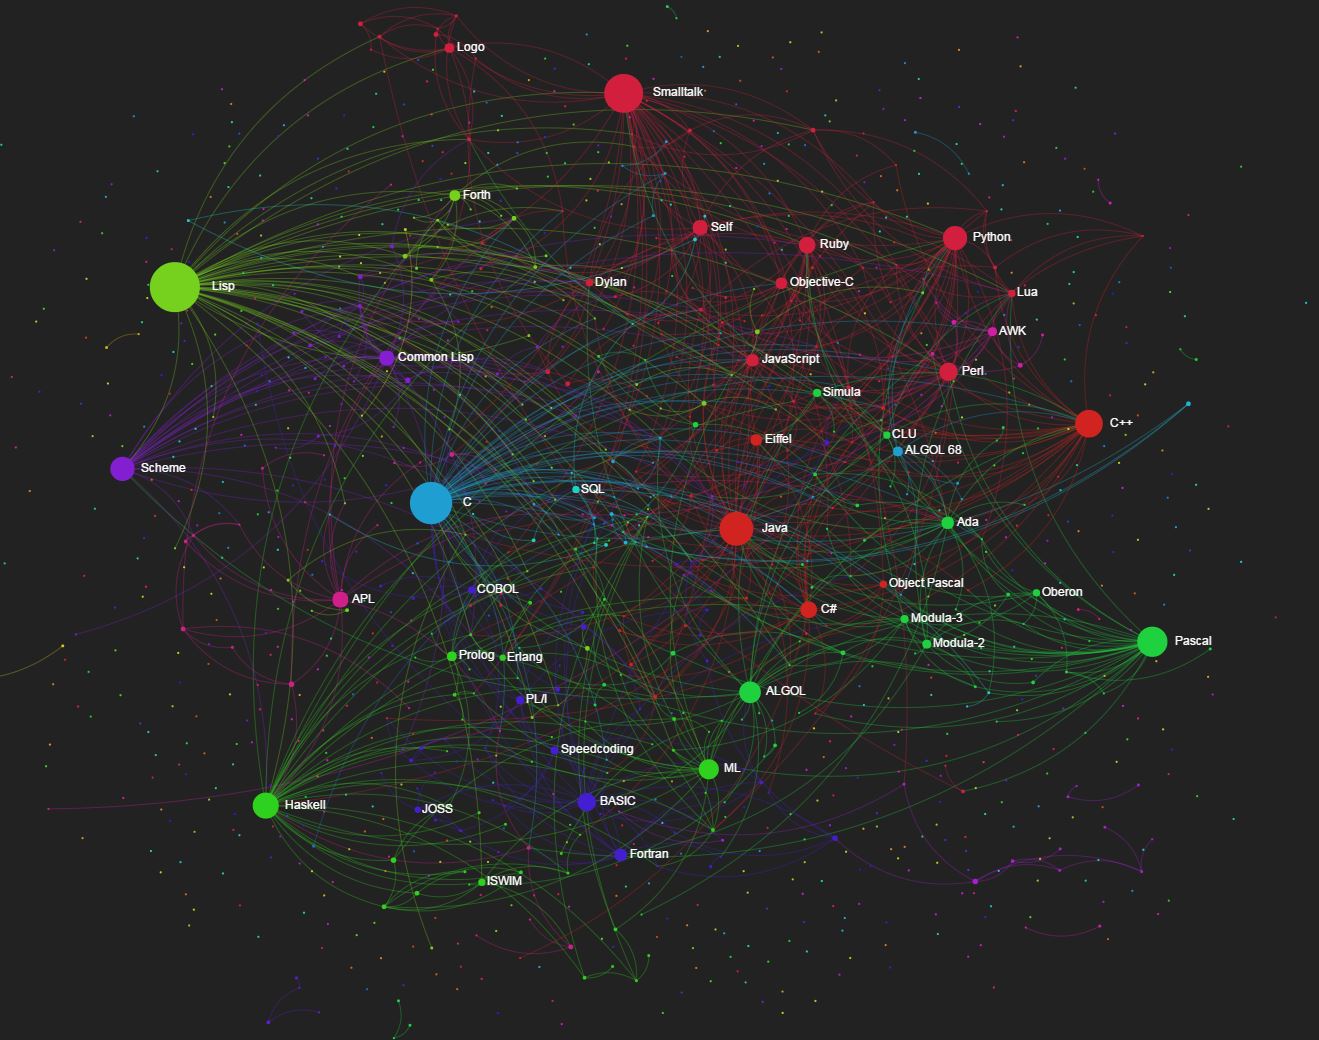 Logo
Smalltalk
Forth
Self
Ruby
Python
Lisp
Dylan
Objective-C
Lua
AWK
Common Lisp
JavaScript
Perl
Simula
C++
CLU
Eiffel
ALGOL 68
Scheme
SQL
C
Java
Ada
Object Pascal
COBOL
Oberon
APL
C#
Modula-3
Modula-2
Pascal
Prolog
Erlang
ALGOL
PL/I
Speedcoding
ML
BASIC
Haskell
JOSS
Fortran
ISWIM